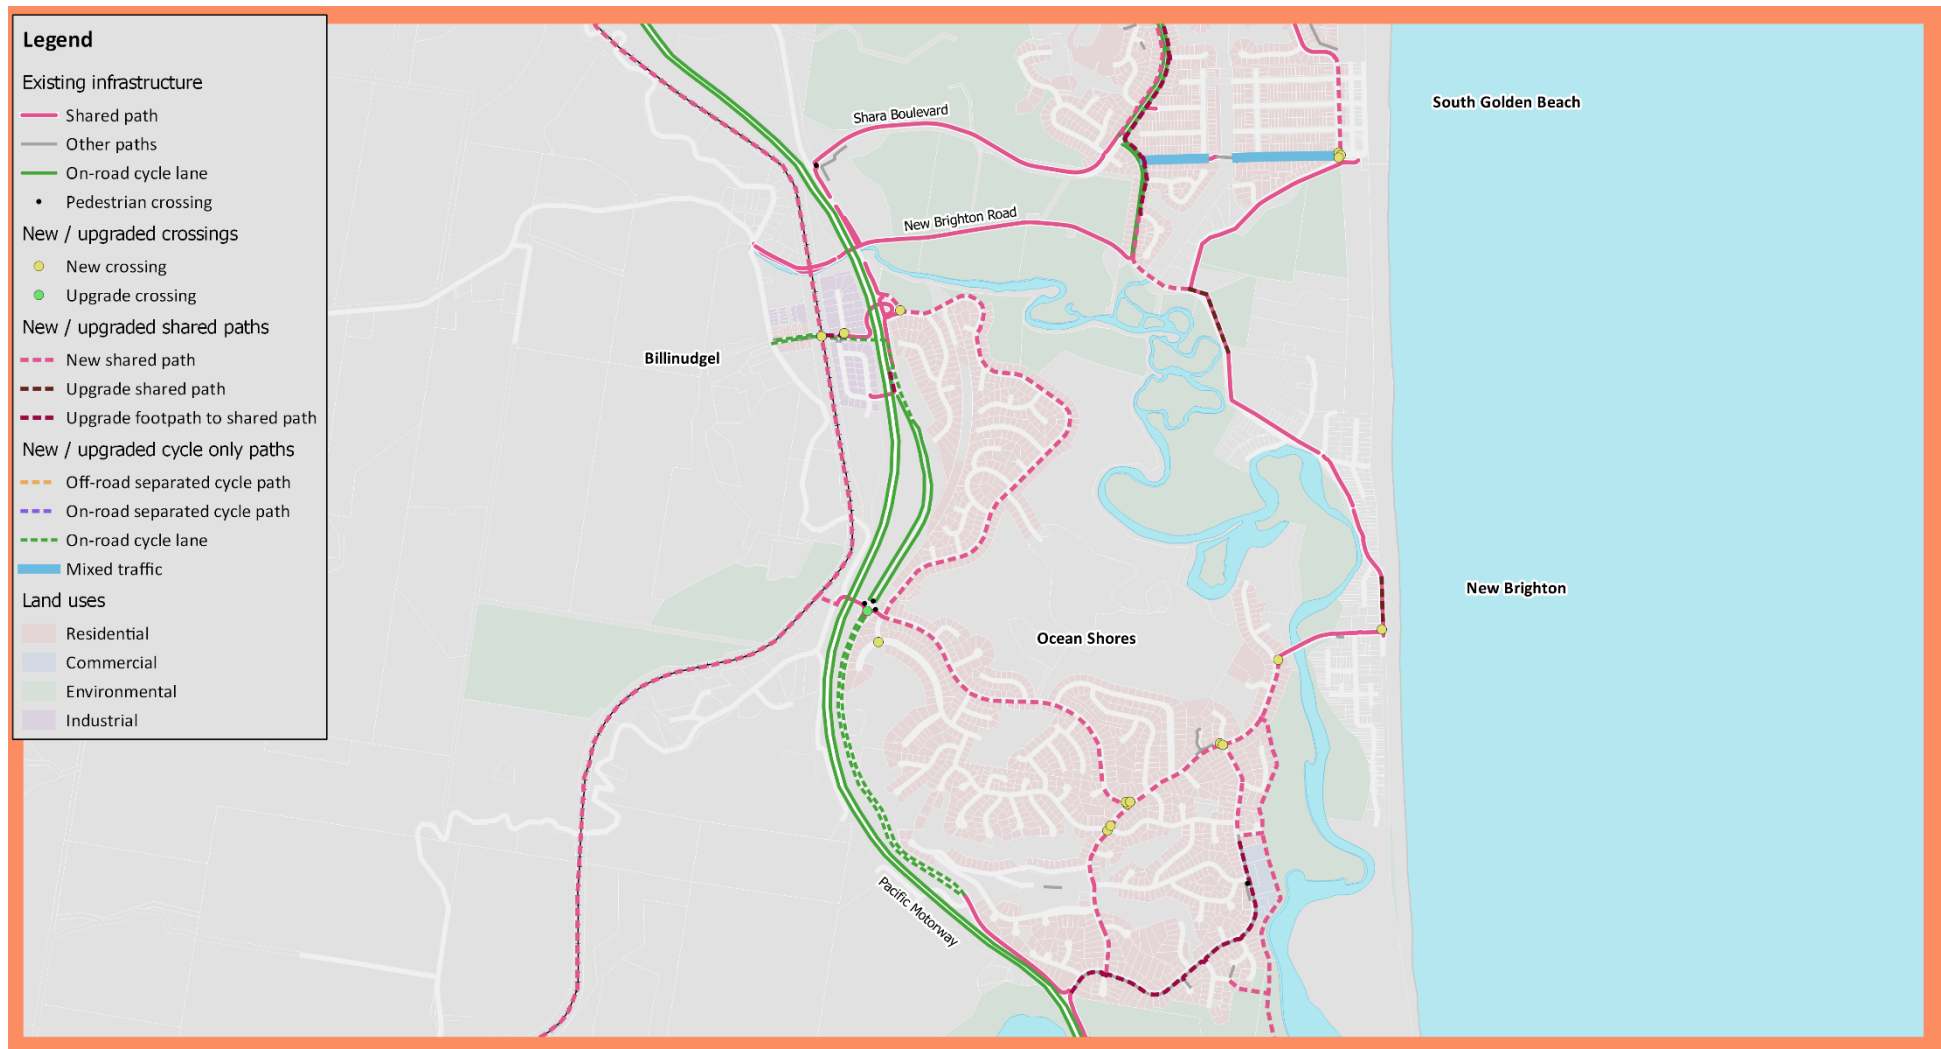 Legend
Existing infrastructure
Shared path
Other paths
On-road cycle lane
Pedestrian crossing
New / upgraded crossings
New crossing
Upgrade crossing
New / upgraded shared paths
New shared path
Upgrade shared path
Upgrade footpath to shared path
New / upgraded cycle only paths
Off-road separated cycle path
On-road separated cycle path
On-road cycle lane
Mixed traffic
Land uses
Residential
Commercial
Environmental
Industrial
South Golden Beach
Shara Boulevard
New Brighton Road
Billinudgel
New Brighton
Ocean Shores
Pacific Motorway